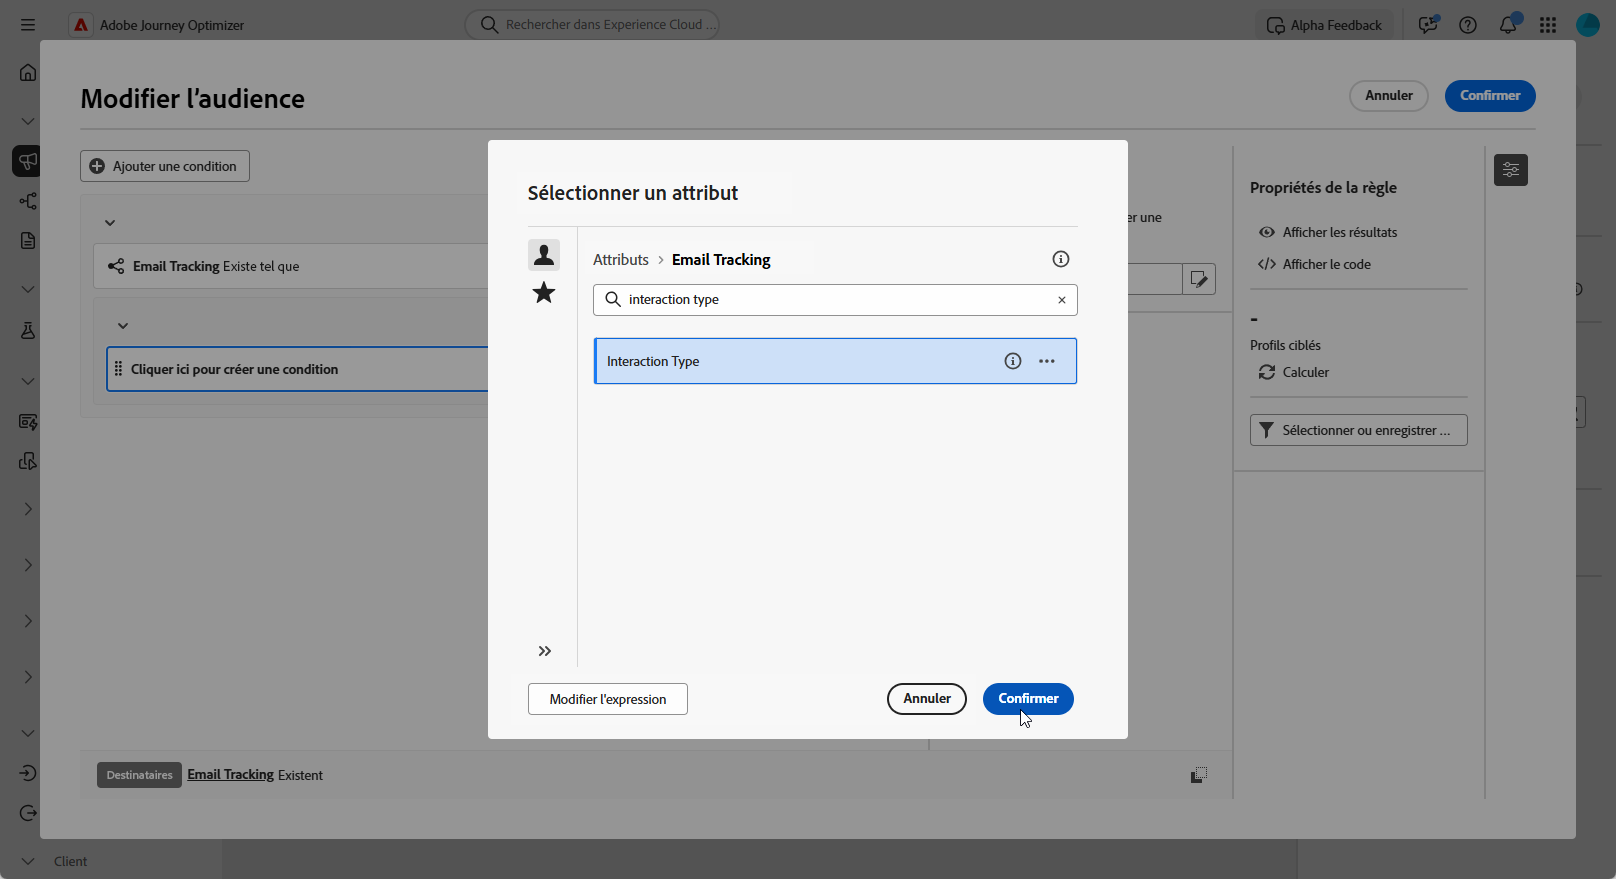 Adobe Journey Optimizer
Rechercher dans Experience Cloud ...
Alpha Feedback
Modifier l'audience
Annuler
Confirmer
Ajouter une condition
Email Tracking Existe tel que
Cliquer ici pour créer une condition
Sélectionner un attribut
Attributs > Email Tracking
interaction type
Interaction Type
Modifier l'expression
Annuler
Confirmer
er une
Propriétés de la règle
Afficher les résultats
Afficher le code
-
Profils ciblés
Calculer
Sélectionner ou enregistrer ...
Destinataires Email Tracking Existent
Client